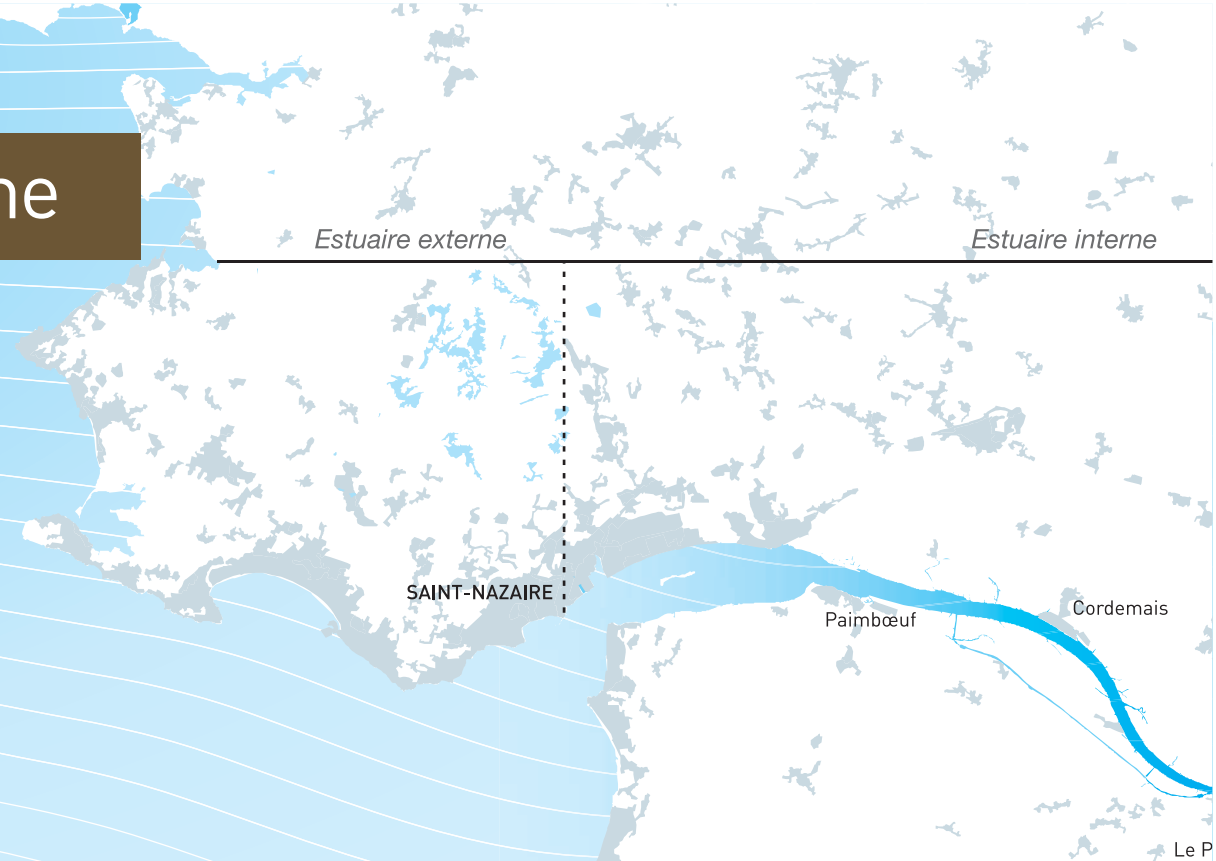 ne
Estuaire externe
Estuaire interne
SAINT-NAZAIRE
Cordemais
Paimbœuf
Le P